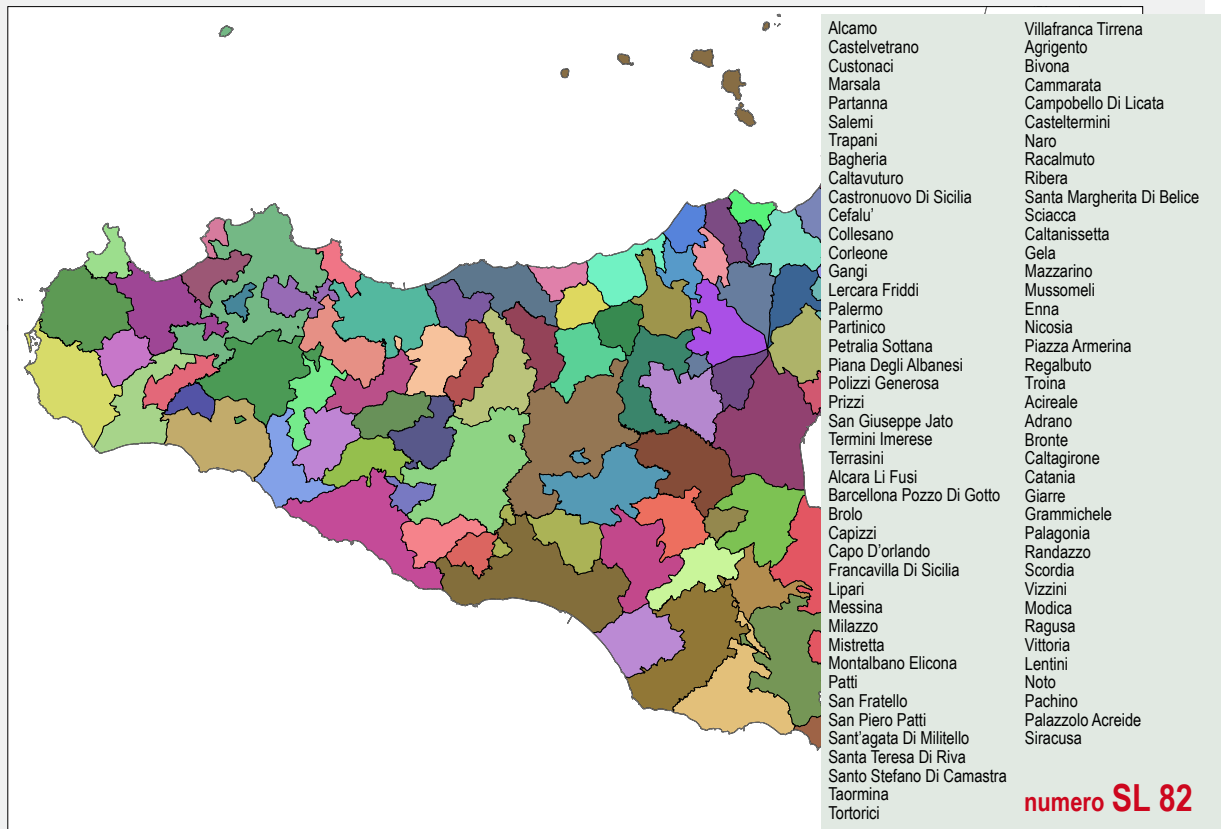 Alcamo
Castelvetrano
Custonaci
Marsala
Partanna
Salemi
Trapani
Bagheria
Caltavuturo
Castronuovo Di Sicilia
Cefalu'
Collesano
Corleone
Gangi
Lercara Friddi
Palermo
Partinico
Petralia Sottana
Piana Degli Albanesi
Polizzi Generosa
Prizzi
San Giuseppe Jato
Termini Imerese
Terrasini
Alcara Li Fusi
Barcellona Pozzo Di Gotto
Brolo
Capizzi
Capo D'orlando
Francavilla Di Sicilia
Lipari
Messina
Milazzo
Mistretta
Montalbano Elicona
Patti
San Fratello
San Piero Patti
Sant'agata Di Militello
Santa Teresa Di Riva
Santo Stefano Di Camastra
Taormina
Tortorici
Villafranca Tirrena
Agrigento
Bivona
Cammarata
Campobello Di Licata
Casteltermini
Naro
Racalmuto
Ribera
Santa Margherita Di Belice
Sciacca
Caltanissetta
Gela
Mazzarino
Mussomeli
Enna
Nicosia
Piazza Armerina
Regalbuto
Troina
Acireale
Adrano
Bronte
Caltagirone
Catania
Giarre
Grammichele
Palagonia
Randazzo
Scordia
Vizzini
Modica
Ragusa
Vittoria
Lentini
Noto
Pachino
Palazzolo Acreide
Siracusa
numero SL 82